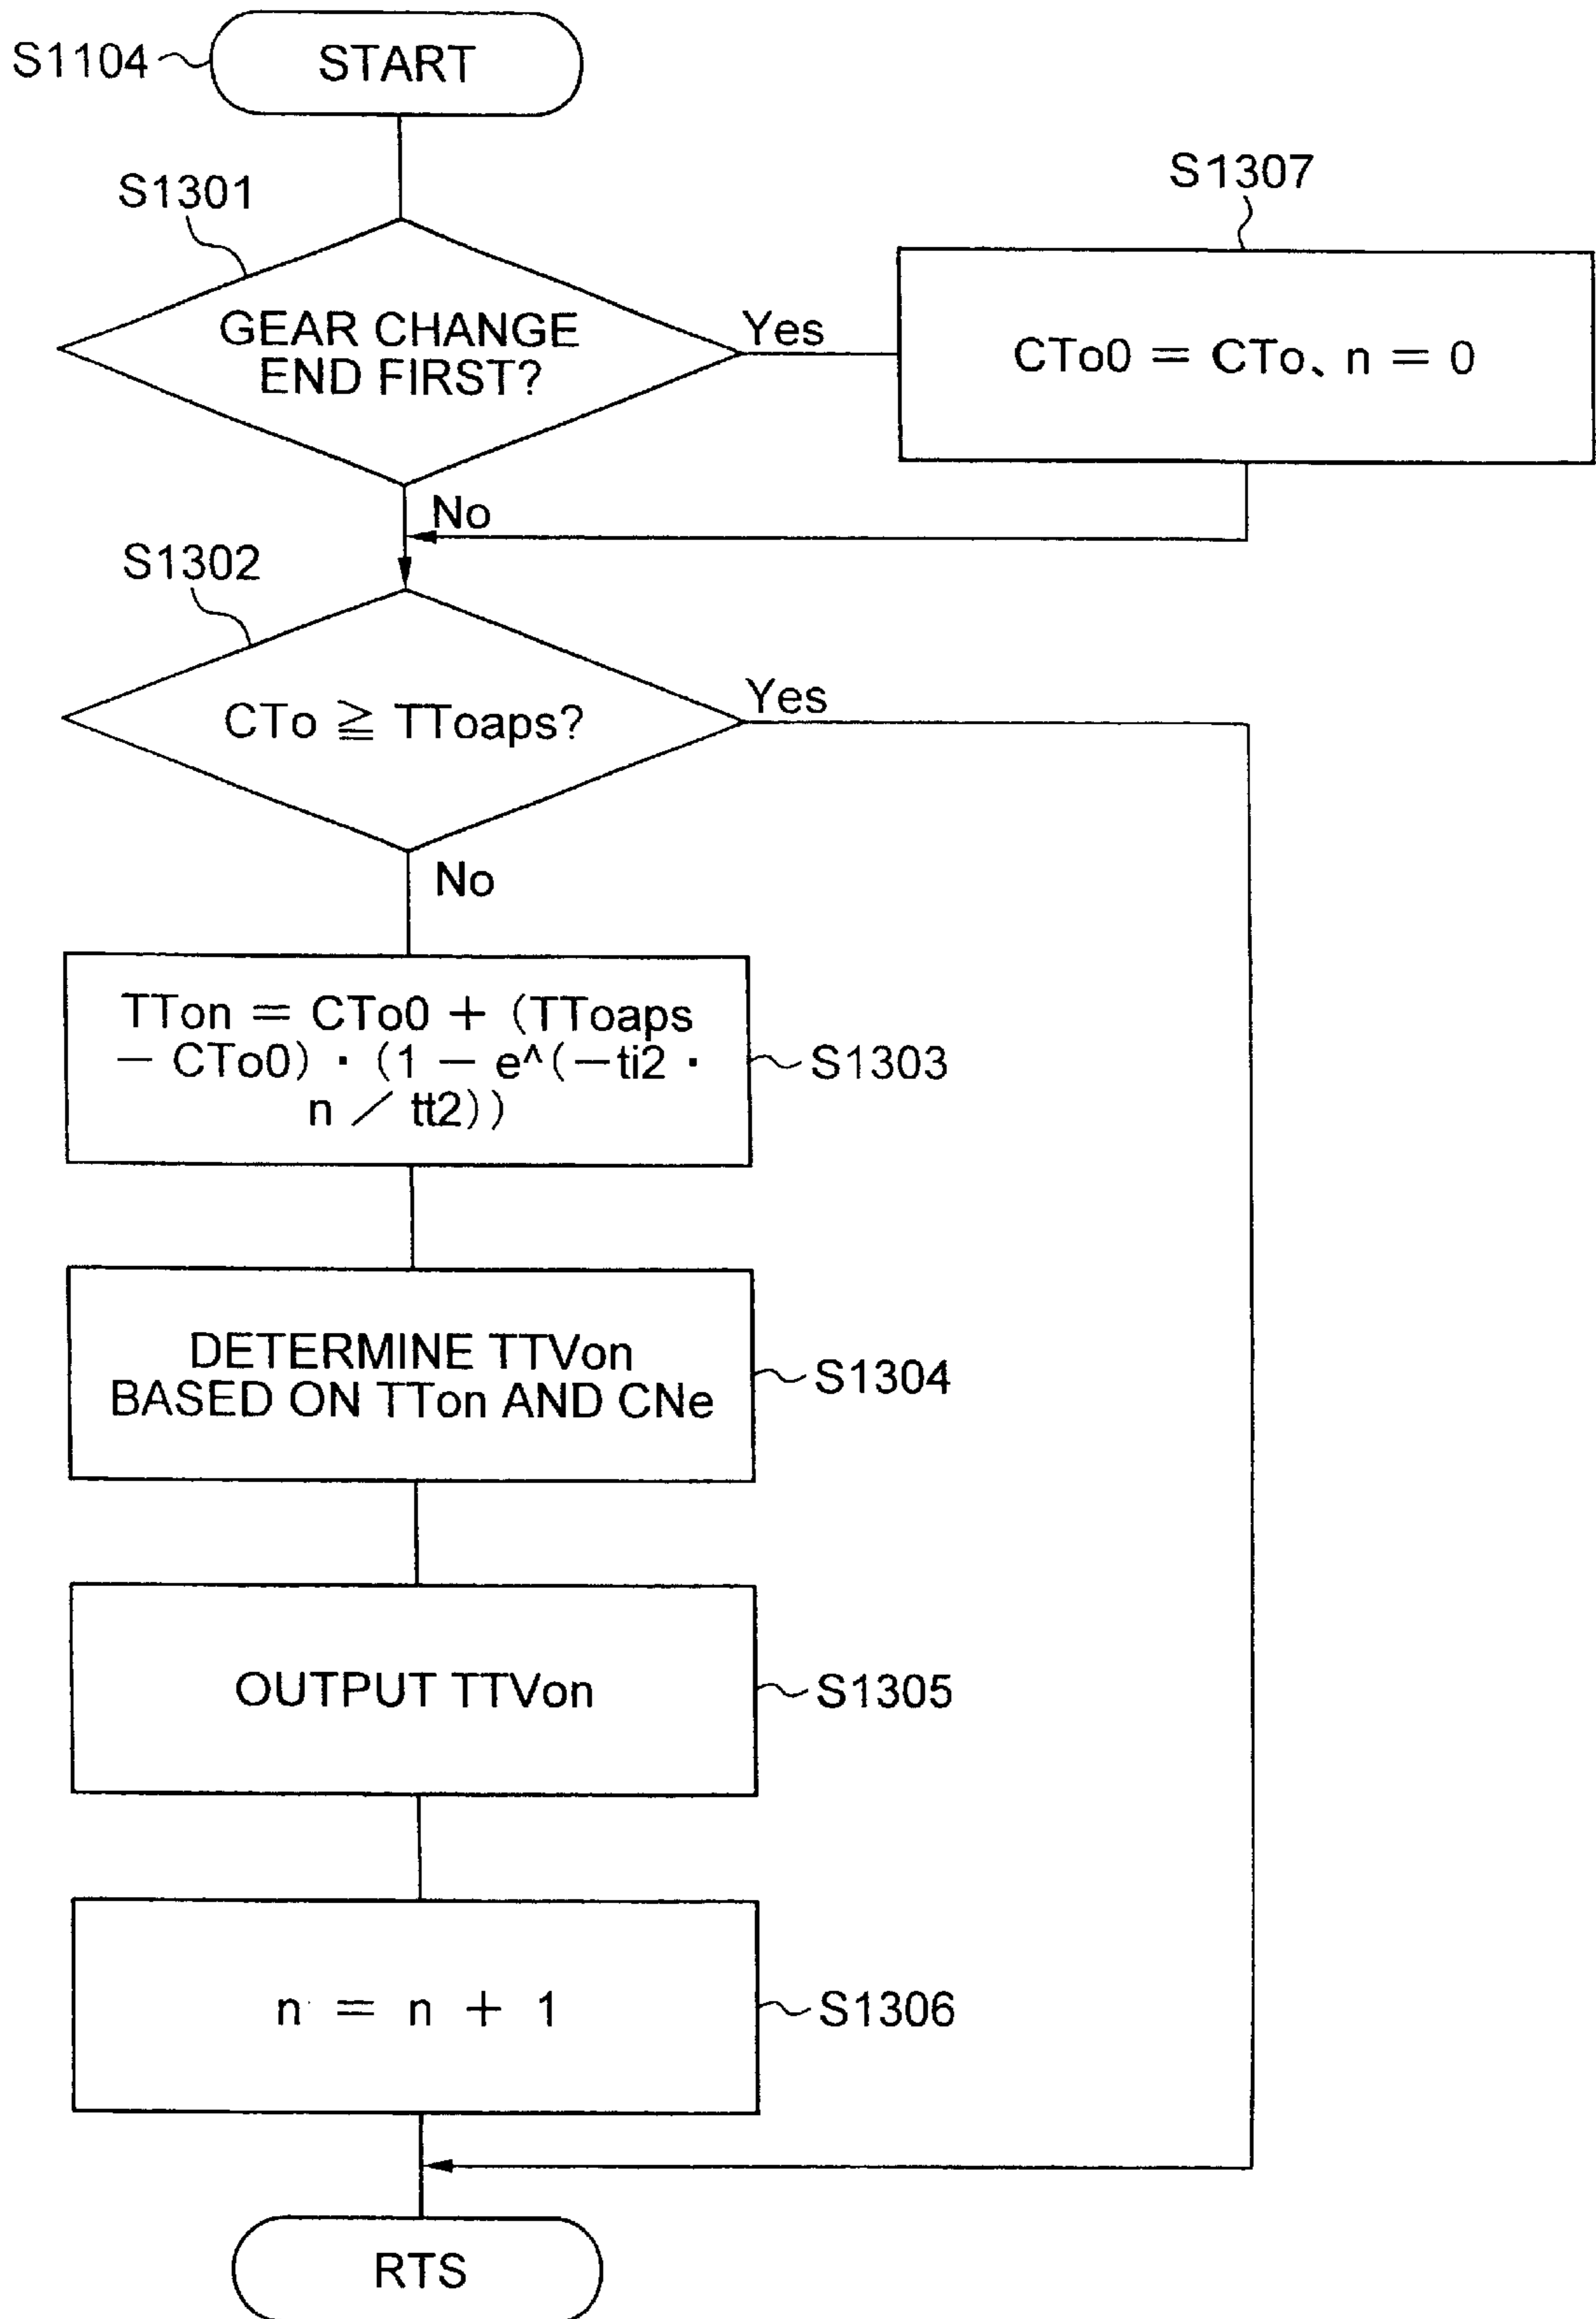 S1104
START
S1301
S1307
GEAR CHANGE
END FIRST?
Yes
CTo0 = CTo、n = 0
No
S1302
CTo ≧ TToaps?
Yes
No
TTon = CTo0 + (TToaps
− CTo0)・(1 − e^(−ti2・
n ／ tt2))
S1303
DETERMINE TTVon
BASED ON TTon AND CNe
S1304
OUTPUT TTVon
S1305
n = n + 1
S1306
RTS